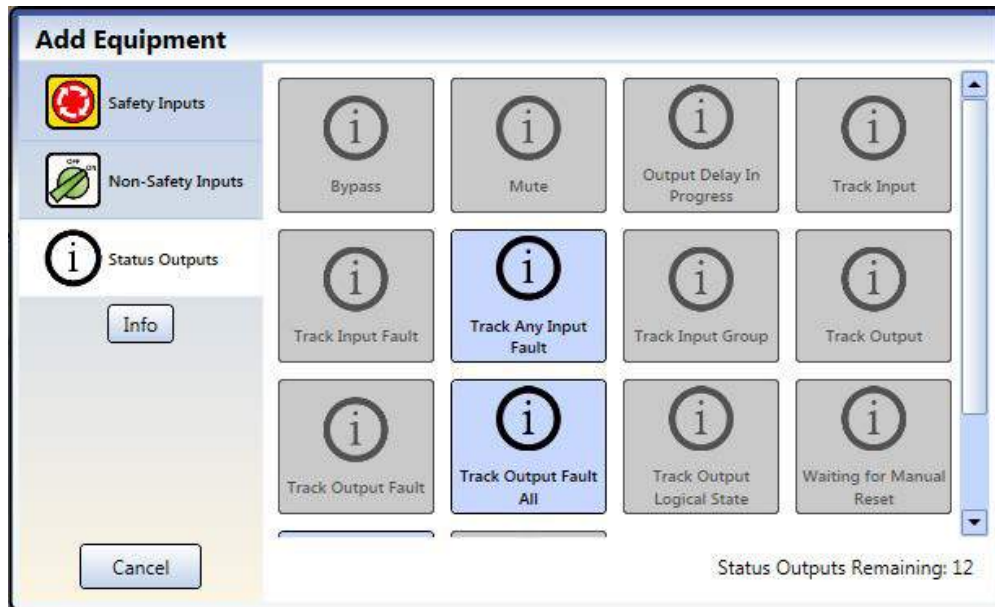 Add Equipment
Safety Inputs
OFF
ON
Non-Safety Inputs
Status Outputs
Info
Bypass
Mute
Output Delay In
Progress
Track Input
Track Input Fault
Track Any Input
Fault
Track Input Group
Track Output
Track Output Fault
Track Output Fault
All
Track Output
Logical State
Waiting for Manual
Reset
Cancel
Status Outputs Remaining: 12